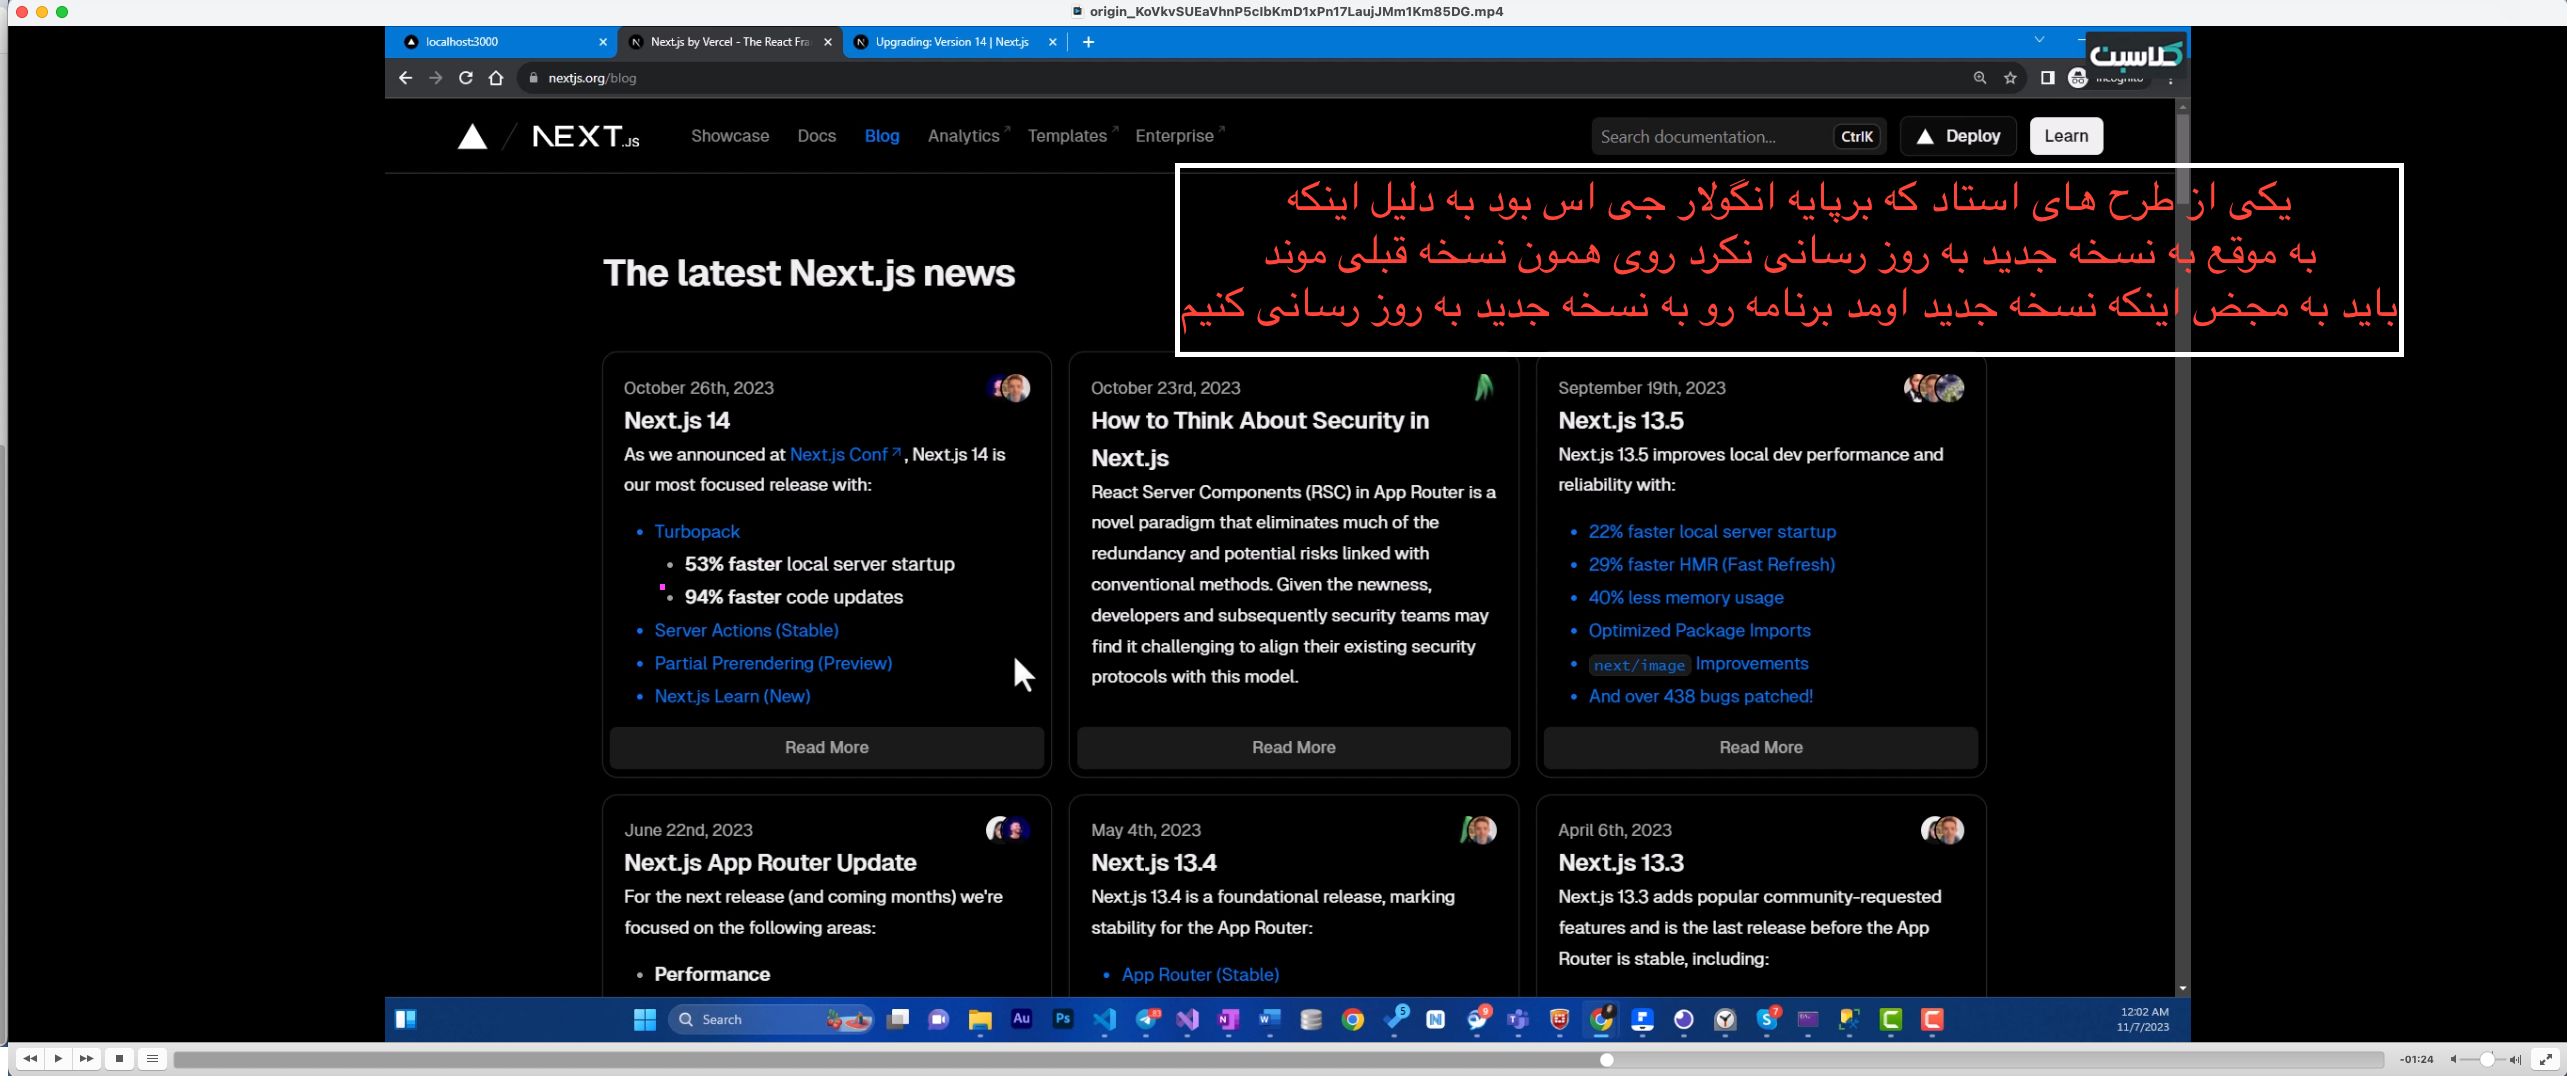 origin_KoVkvSUEaVhnP5cIbKmD1xPn17LaujJMm1Km85DG.mp4
localhost:3000
Next.js by Vercel - The React Fra
Upgrading: Version 14 | Next.js
کلاسبن
nextjs.org/blog
NEXT.JS
Showcase
Docs
Blog
Analytics
Templates
Enterprise
Search documentation...
CtrlK
Deploy
Learn
یکی از طرح های استاد که برپایه انگولار جی اس بود به دلیل اینکه
به موقع به نسخه جدید به روز رسانی نکرد روی همون نسخه قبلی موند
باید به مجض اینکه نسخه جدید اومد برنامه رو به نسخه جدید به روز رسانی کنیم
The latest Next.js news
October 26th, 2023
Next.js 14
As we announced at Next.js Conf, Next.js 14 is
our most focused release with:
Turbopack
53% faster local server startup
94% faster code updates
Server Actions (Stable)
Partial Prerendering (Preview)
Next.js Learn (New)
Read More
October 23rd, 2023
How to Think About Security in
Next.js
React Server Components (RSC) in App Router is a
novel paradigm that eliminates much of the
redundancy and potential risks linked with
conventional methods. Given the newness,
developers and subsequently security teams may
find it challenging to align their existing security
protocols with this model.
Read More
September 19th, 2023
Next.js 13.5
Next.js 13.5 improves local dev performance and
reliability with:
22% faster local server startup
29% faster HMR (Fast Refresh)
40% less memory usage
Optimized Package Imports
next/image Improvements
And over 438 bugs patched!
Read More
June 22nd, 2023
Next.js App Router Update
For the next release (and coming months) we're
focused on the following areas:
Performance
May 4th, 2023
Next.js 13.4
Next.js 13.4 is a foundational release, marking
stability for the App Router:
App Router (Stable)
April 6th, 2023
Next.js 13.3
Next.js 13.3 adds popular community-requested
features and is the last release before the App
Router is stable, including:
Search
Au
Ps
83
5
9
7
12:02 AM
11/7/2023
-01:24